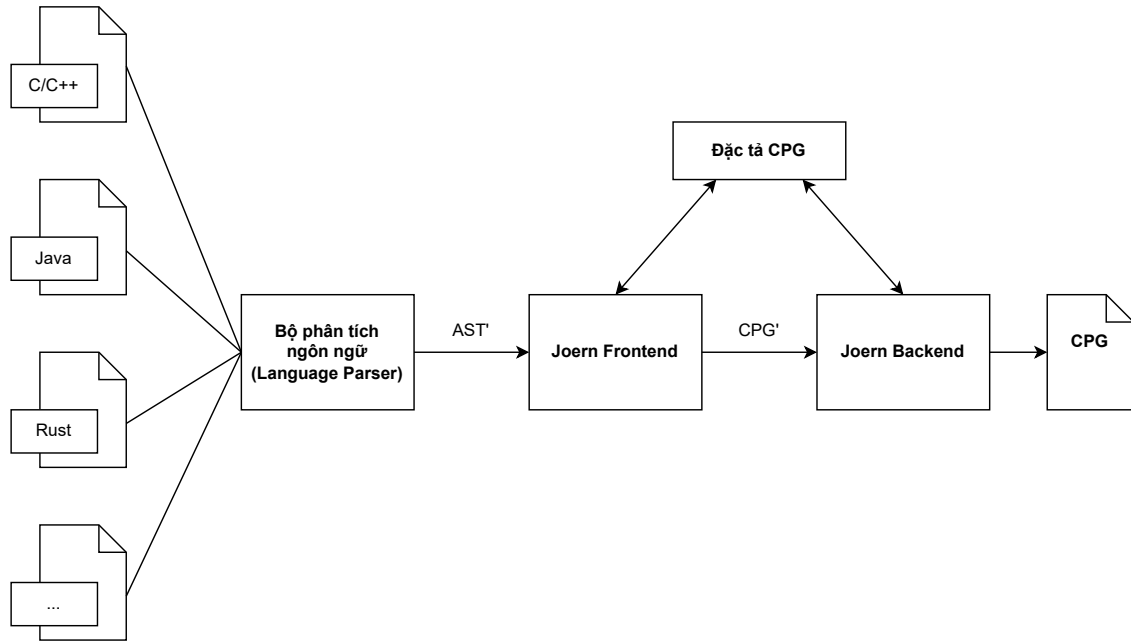 C/C++
Java
Rust
...
Bộ phân tích
ngôn ngữ
(Language Parser)
AST'
Joern Frontend
Đặc tả CPG
CPG'
Joern Backend
CPG